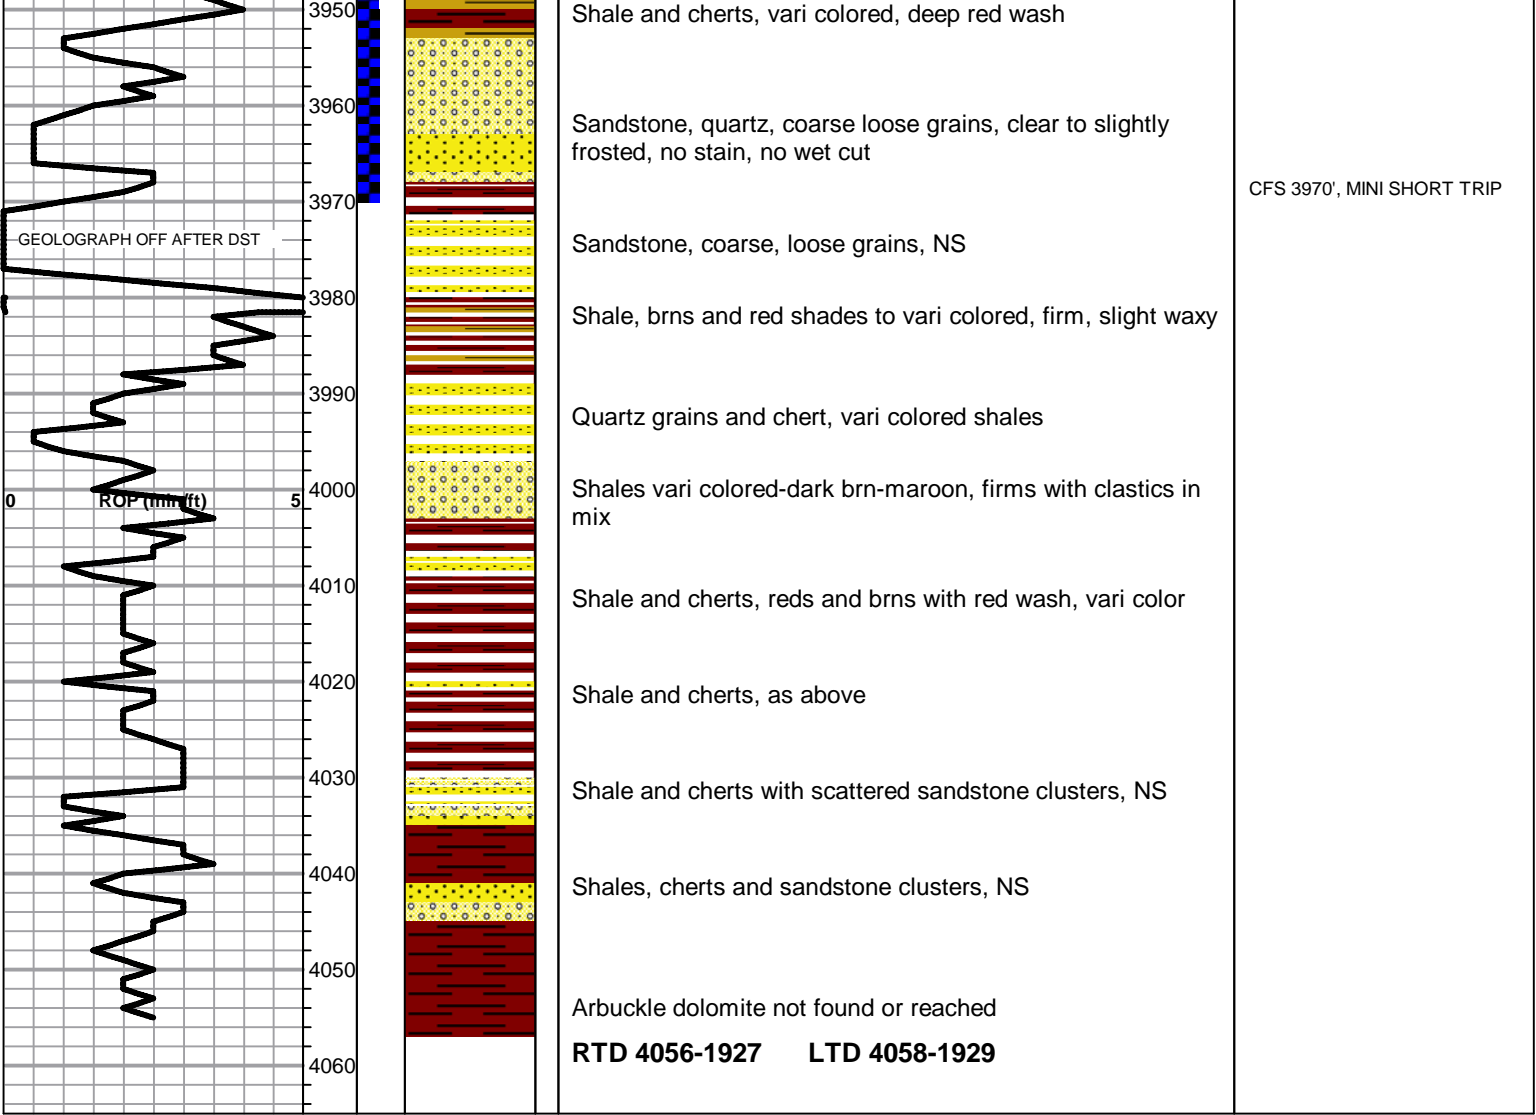 3950
Shale and cherts, vari colored, deep red wash
3960
Sandstone, quartz, coarse loose grains, clear to slightly
frosted, no stain, no wet cut
3970
CFS 3970', MINI SHORT TRIP
GEOLOGRAPH OFF AFTER DST
Sandstone, coarse, loose grains, NS
3980
Shale, brns and red shades to vari colored, firm, slight waxy
3990
Quartz grains and chert, vari colored shales
4000
0 ROP (min/ft) 5
Shales vari colored-dark brn-maroon, firms with clastics in
mix
4010
Shale and cherts, reds and brns with red wash, vari color
4020
Shale and cherts, as above
4030
Shale and cherts with scattered sandstone clusters, NS
4040
Shales, cherts and sandstone clusters, NS
4050
Arbuckle dolomite not found or reached
RTD 4056-1927 LTD 4058-1929
4060